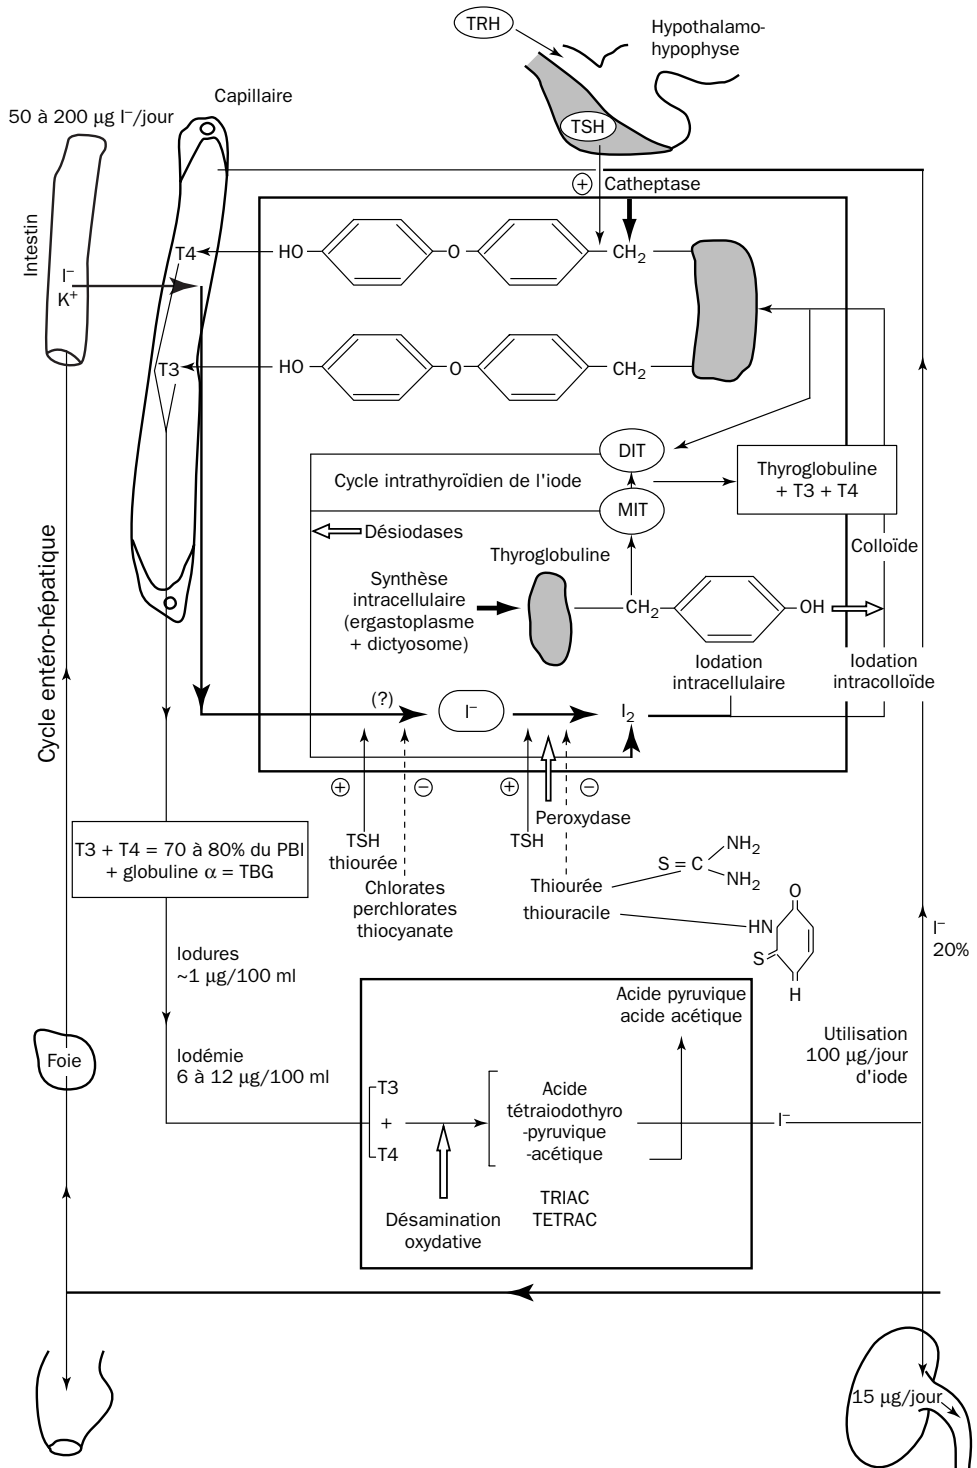 TRH
Hypothalamo-
hypophyse
Capillaire
50 à 200 μg I⁻/jour
TSH
⊕ Catheptase
Intestin
T4
HO
O
CH₂
I⁻
K⁺
T3
HO
O
CH₂
DIT
Cycle intrathyroïdien de l'iode
Thyroglobuline
+ T3 + T4
MIT
Désiodases
Colloïde
Thyroglobuline
Synthèse
intracellulaire
(ergastoplasme
+ dictyosome)
CH₂
OH
Iodation
intracellulaire
Iodation
intracolloïde
Cycle entéro-hépatique
(?)
I⁻
I₂
⊕
⊖
⊕
⊖
Peroxydase
TSH
thiourée
TSH
T3 + T4 = 70 à 80% du PBI
+ globuline α = TBG
Chlorates
perchlorates
thiocyanate
Thiourée
thiouracile
S = C
NH₂
NH₂
O
HN
S
H
I⁻
20%
Iodures
~1 μg/100 ml
Acide pyruvique
acide acétique
Utilisation
100 μg/jour
d'iode
Foie
Iodémie
6 à 12 μg/100 ml
T3
+
T4
Acide
tétraiodothyro
-pyruvique
-acétique
I⁻
TRIAC
TETRAC
Désamination
oxydative
15 μg/jour